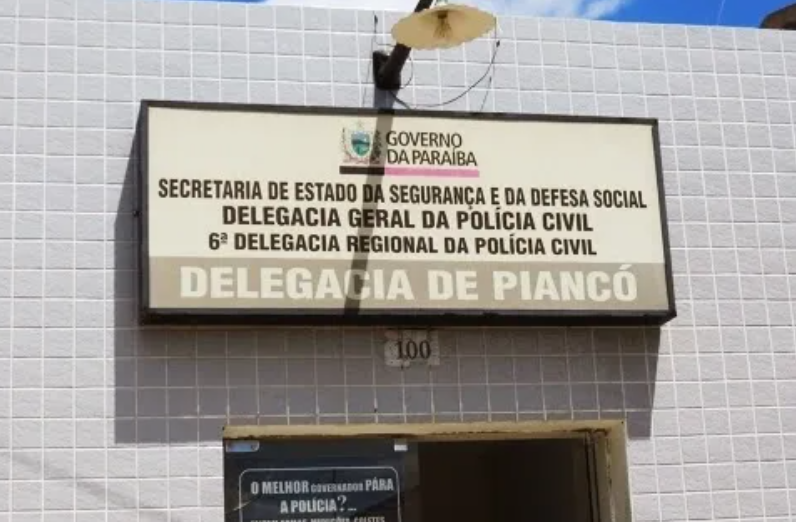 GOVERNO
DA PARAÍBA
SECRETARIA DE ESTADO DA SEGURANÇA E DA DEFESA SOCIAL
DELEGACIA GERAL DA POLÍCIA CIVIL
6ª DELEGACIA REGIONAL DA POLÍCIA CIVIL
DELEGACIA DE PIANCÓ
100
O MELHOR GOVERNADOR PÁRA
A POLÍCIA?...